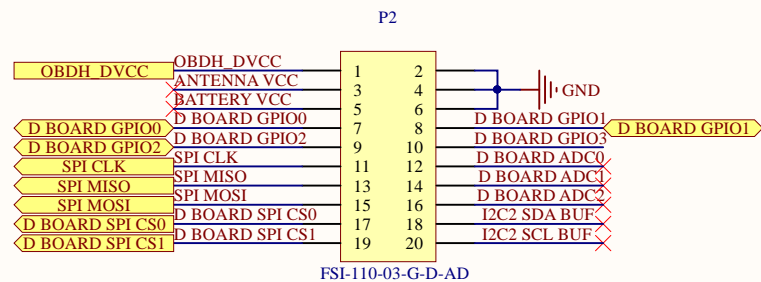 P2
OBDH_DVCC OBDH_DVCC 1 2
ANTENNA VCC 3 4 GND
BATTERY VCC 5 6
D BOARD GPIO0 D BOARD GPIO0 7 8 D BOARD GPIO1 D BOARD GPIO1
D BOARD GPIO2 D BOARD GPIO2 9 10 D BOARD GPIO3
SPI CLK SPI CLK 11 12 D BOARD ADC0
SPI MISO SPI MISO 13 14 D BOARD ADC1
SPI MOSI SPI MOSI 15 16 D BOARD ADC2
D BOARD SPI CS0 D BOARD SPI CS0 17 18 I2C2 SDA BUF
D BOARD SPI CS1 D BOARD SPI CS1 19 20 I2C2 SCL BUF
FSI-110-03-G-D-AD